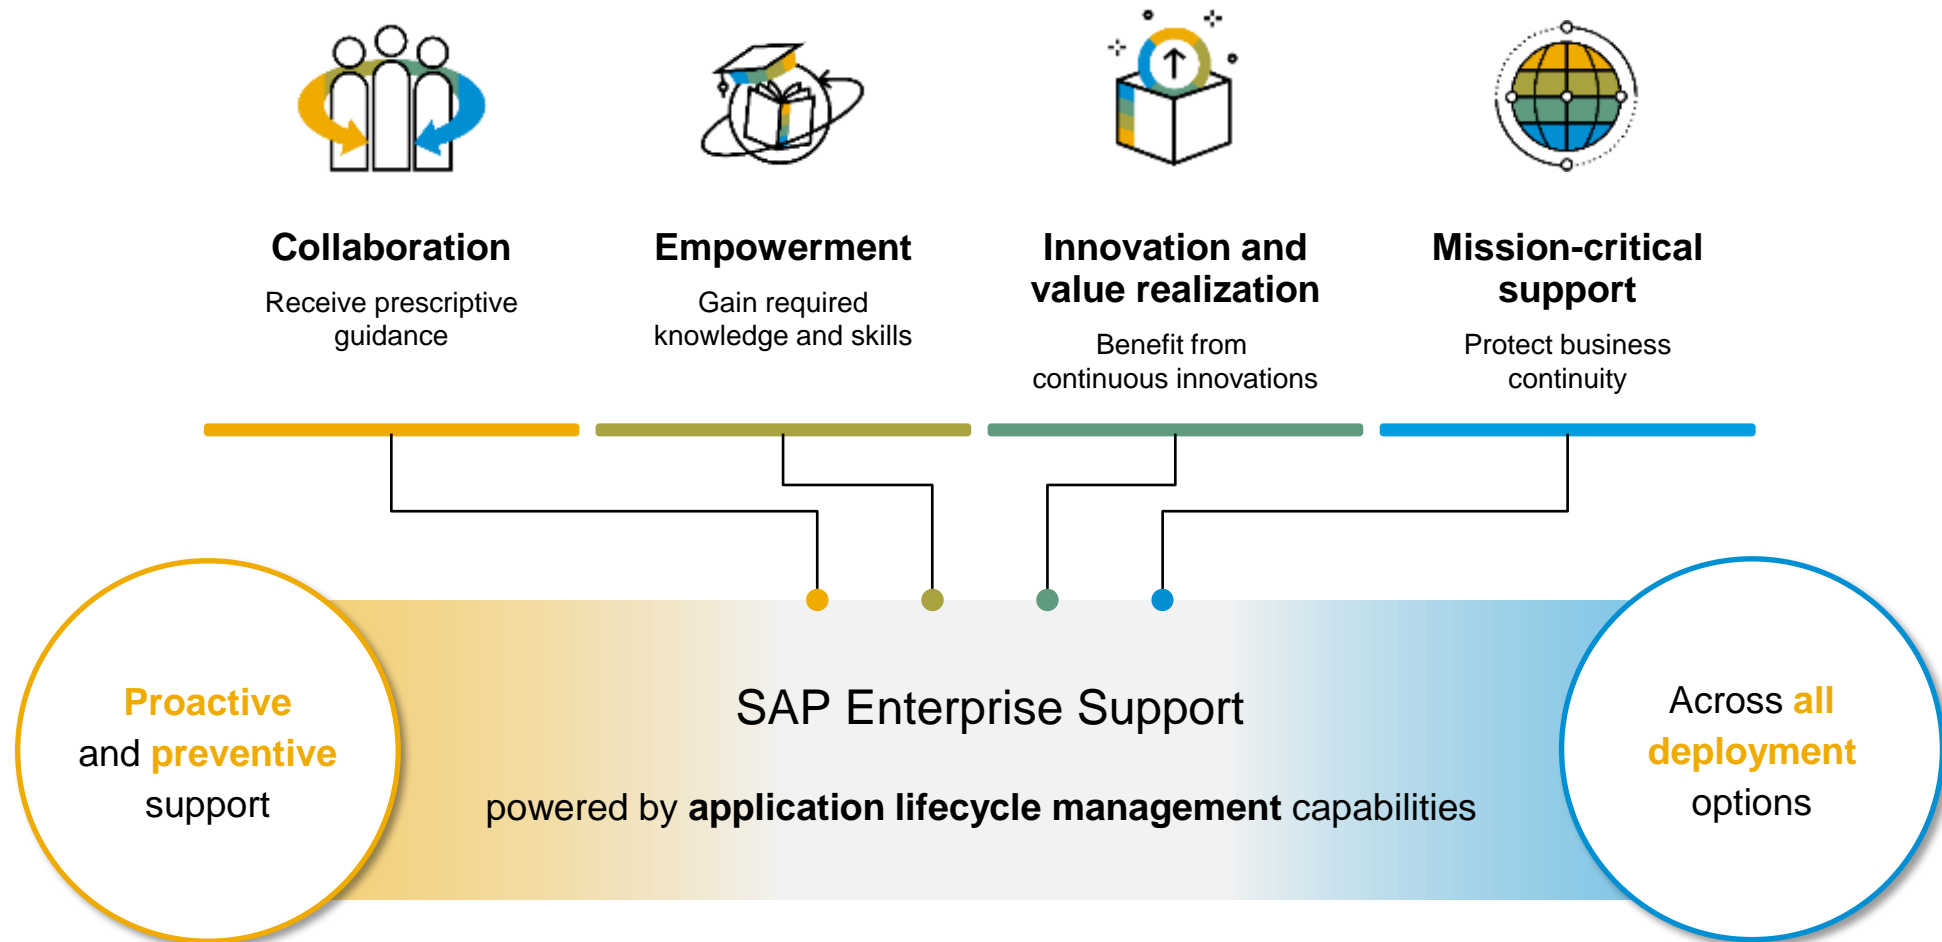 Collaboration
Receive prescriptive
guidance
Empowerment
Gain required
knowledge and skills
Innovation and
value realization
Benefit from
continuous innovations
Mission-critical
support
Protect business
continuity
Proactive
and preventive
support
SAP Enterprise Support
powered by application lifecycle management capabilities
Across all
deployment
options